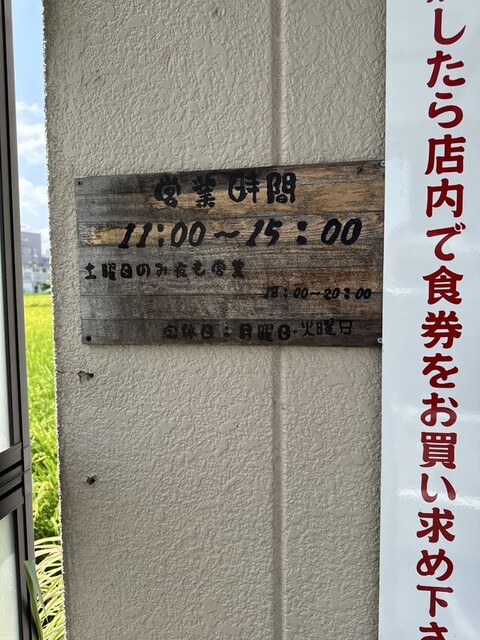 営業時間
11:00～15:00
土曜日のみ夜も営業
18:00～20:00
定休日:月曜日・火曜日
したら店内で食券をお買い求め下さ